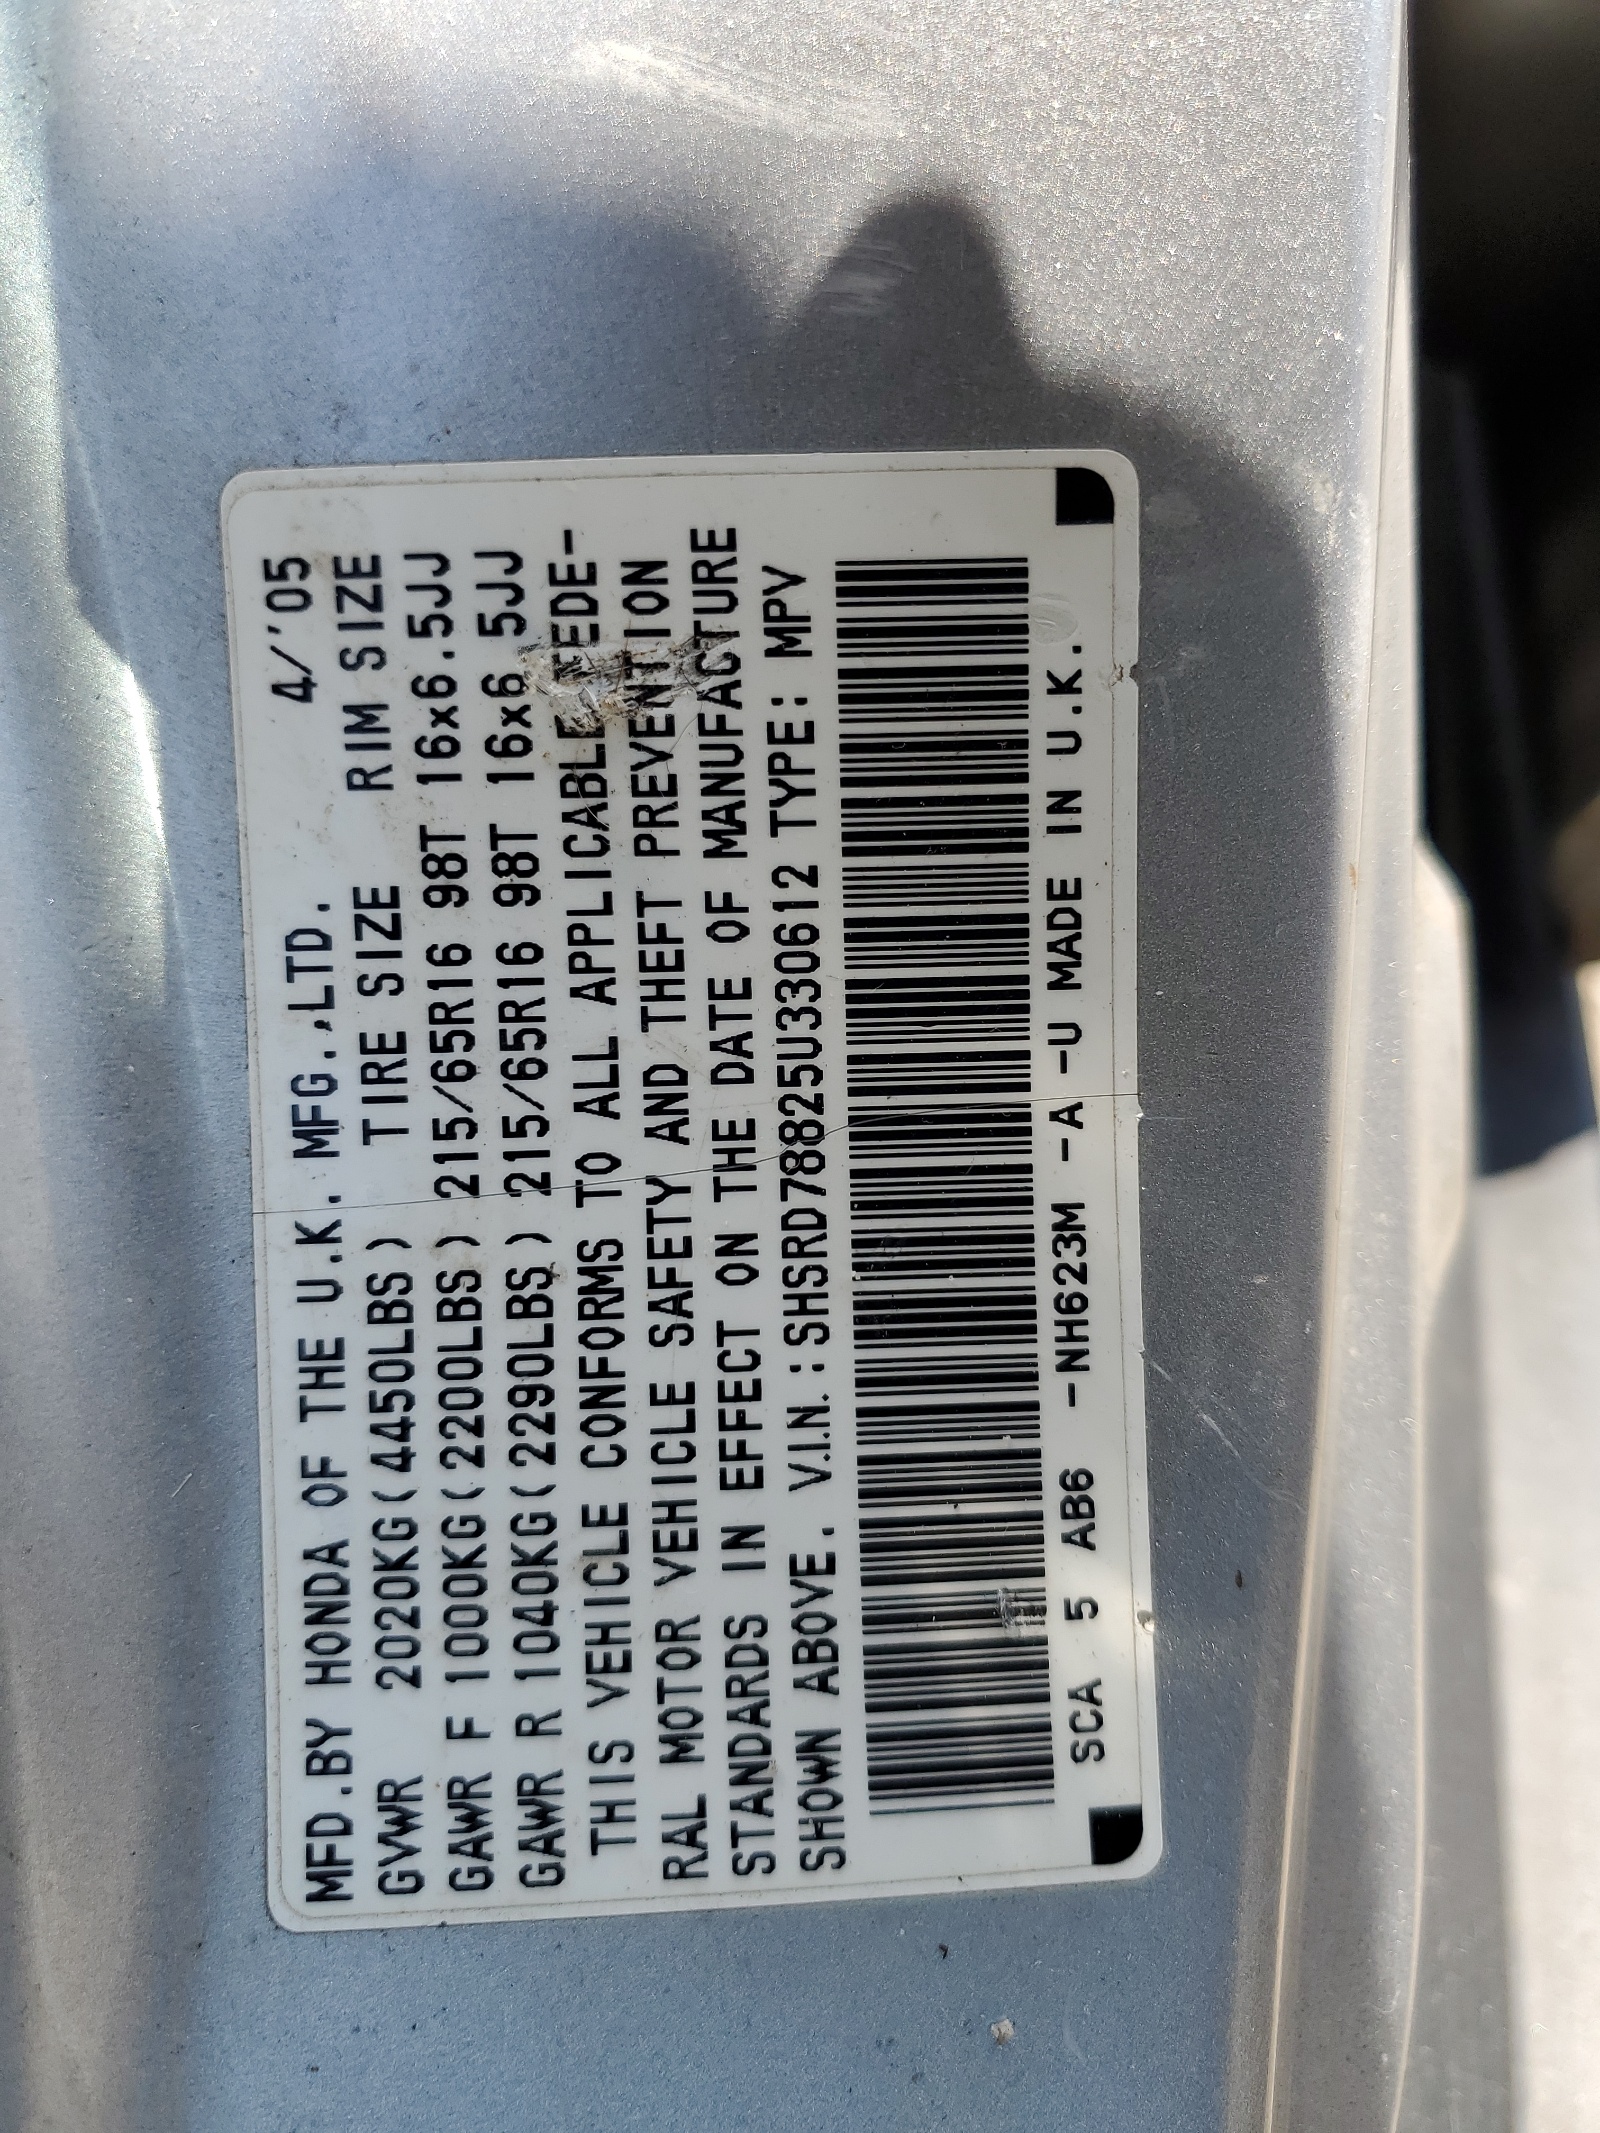 MFD.BY HONDA OF THE U.K. MFG.,LTD. 4/'05
TIRE SIZE RIM SIZE
GVWR 2020KG(4450LBS)
GAWR F 1000KG(2200LBS) 215/65R16 98T 16x6.5JJ
GAWR R 1040KG(2290LBS) 215/65R16 98T 16x6.5JJ
THIS VEHICLE CONFORMS TO ALL APPLICABLE FEDE-
RAL MOTOR VEHICLE SAFETY AND THEFT PREVENTION
STANDARDS IN EFFECT ON THE DATE OF MANUFACTURE
SHOWN ABOVE. V.I.N.:SHSRD78825U330612 TYPE: MPV
SCA 5 AB6 -NH623M -A -U MADE IN U.K.